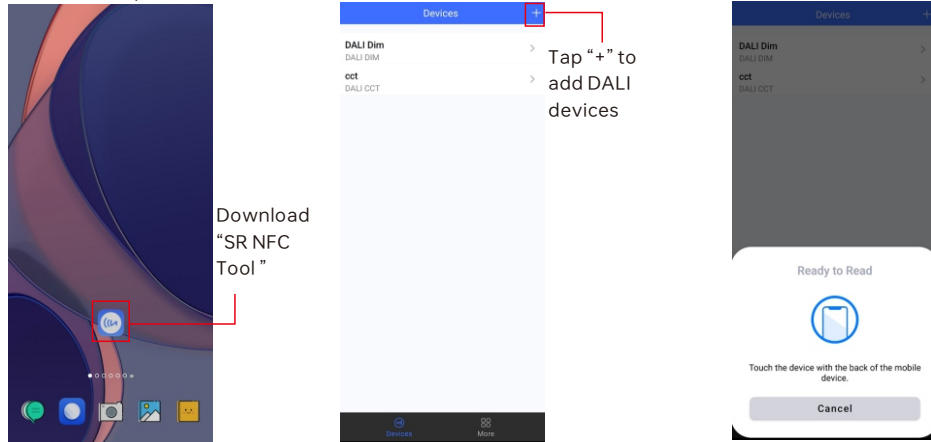 Download
“SR NFC
Tool ”
Devices
+
DALI Dim
DALI DIM
cct
DALI CCT
Devices
More
Tap “+” to
add DALI
devices
Devices
+
DALI Dim
DALI DIM
cct
DALI CCT
Ready to Read
Touch the device with the back of the mobile
device.
Cancel